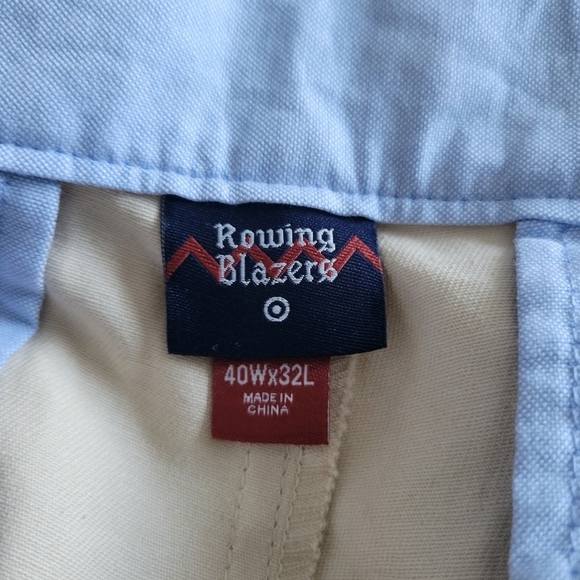 Rowing
Blazers
40Wx32L
MADE IN
CHINA